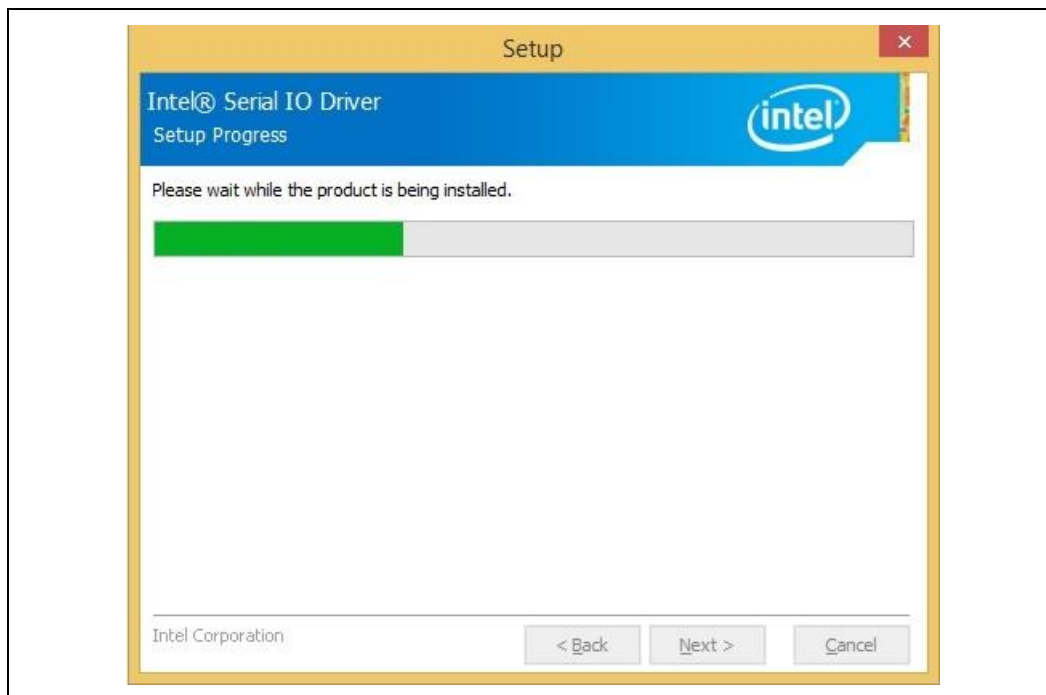 Setup
Intel® Serial IO Driver
Setup Progress
intel
Please wait while the product is being installed.
Intel Corporation
< Back Next > Cancel